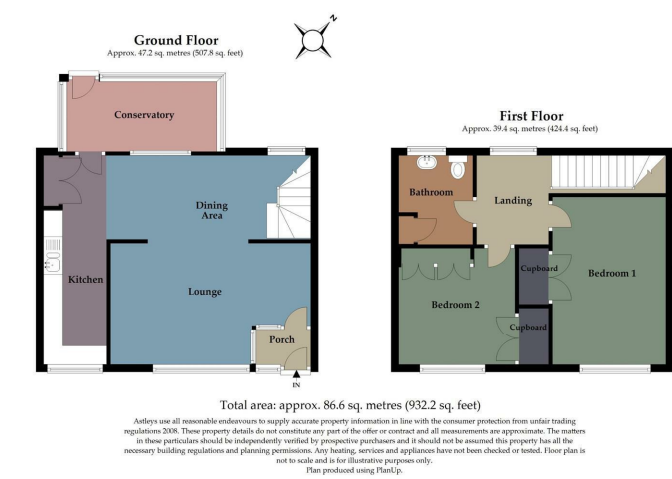 N
Ground Floor
Approx. 47.2 sq. metres (507.8 sq. feet)
Conservatory
Dining
Area
Kitchen
Lounge
Porch
IN
First Floor
Approx. 39.4 sq. metres (424.4 sq. feet)
Bathroom
Landing
Cupboard
Bedroom 1
Bedroom 2
Cupboard
Total area: approx. 86.6 sq. metres (932.2 sq. feet)
Astleys use all reasonable endeavours to supply accurate property information in line with the consumer protection from unfair trading
regulations 2008. These property details do not constitute any part of the offer or contract and all measurements are approximate. The matters
in these particulars should be independently verified by prospective purchasers and it should not be assumed this property has all the
necessary building regulations and planning permissions. Any heating, services and appliances have not been checked or tested. Floor plan is
not to scale and is for illustrative purposes only.
Plan produced using PlanUp.